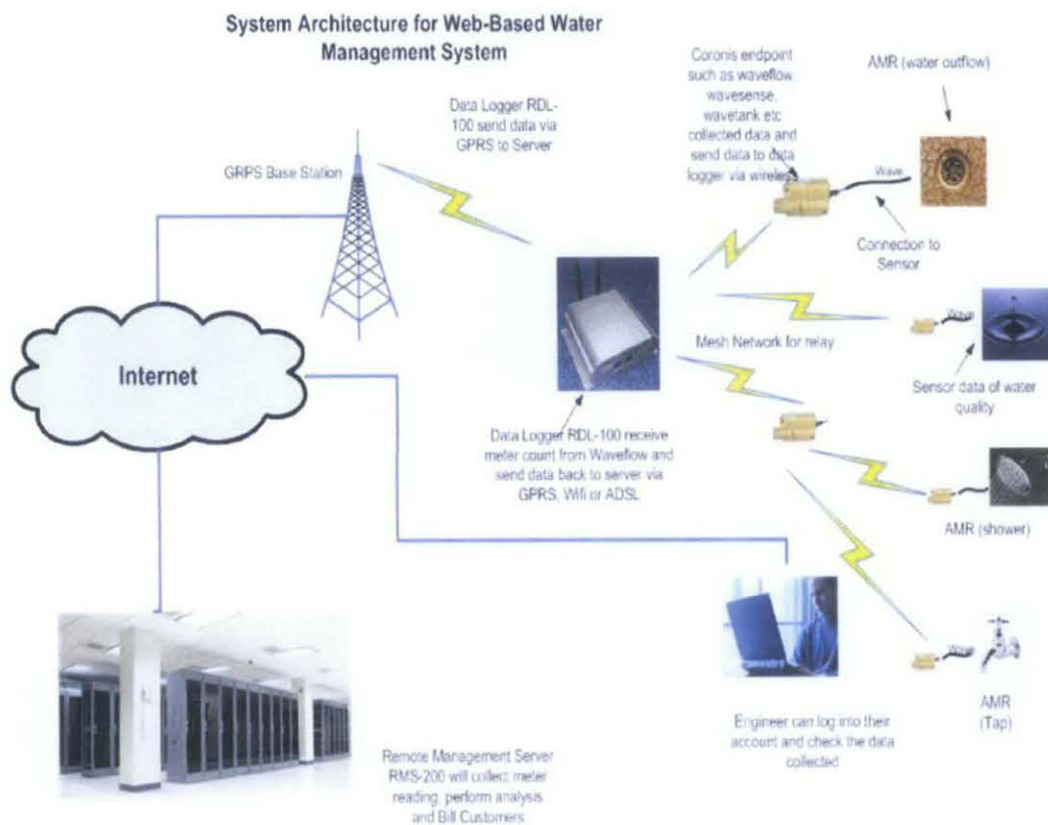 System Architecture for Web-Based Water
Management System
Data Logger RDL-
100 send data via
GPRS to Server
GRPS Base Station
Coronis endpoint
such as waveflow,
wavesense,
wavetank etc
collected data and
send data to data
logger via wireless
AMR (water outflow)
Wave
Connection to
Sensor
Internet
Mesh Network for relay
Wave
Sensor data of water
quality
Data Logger RDL-100 receive
meter count from Waveflow and
send data back to server via
GPRS, Wifi or ADSL
AMR (shower)
Wave
AMR
(Tap)
Engineer can log into their
account and check the data
collected
Remote Management Server
RMS-200 will collect meter
reading, perform analysis
and Bill Customers